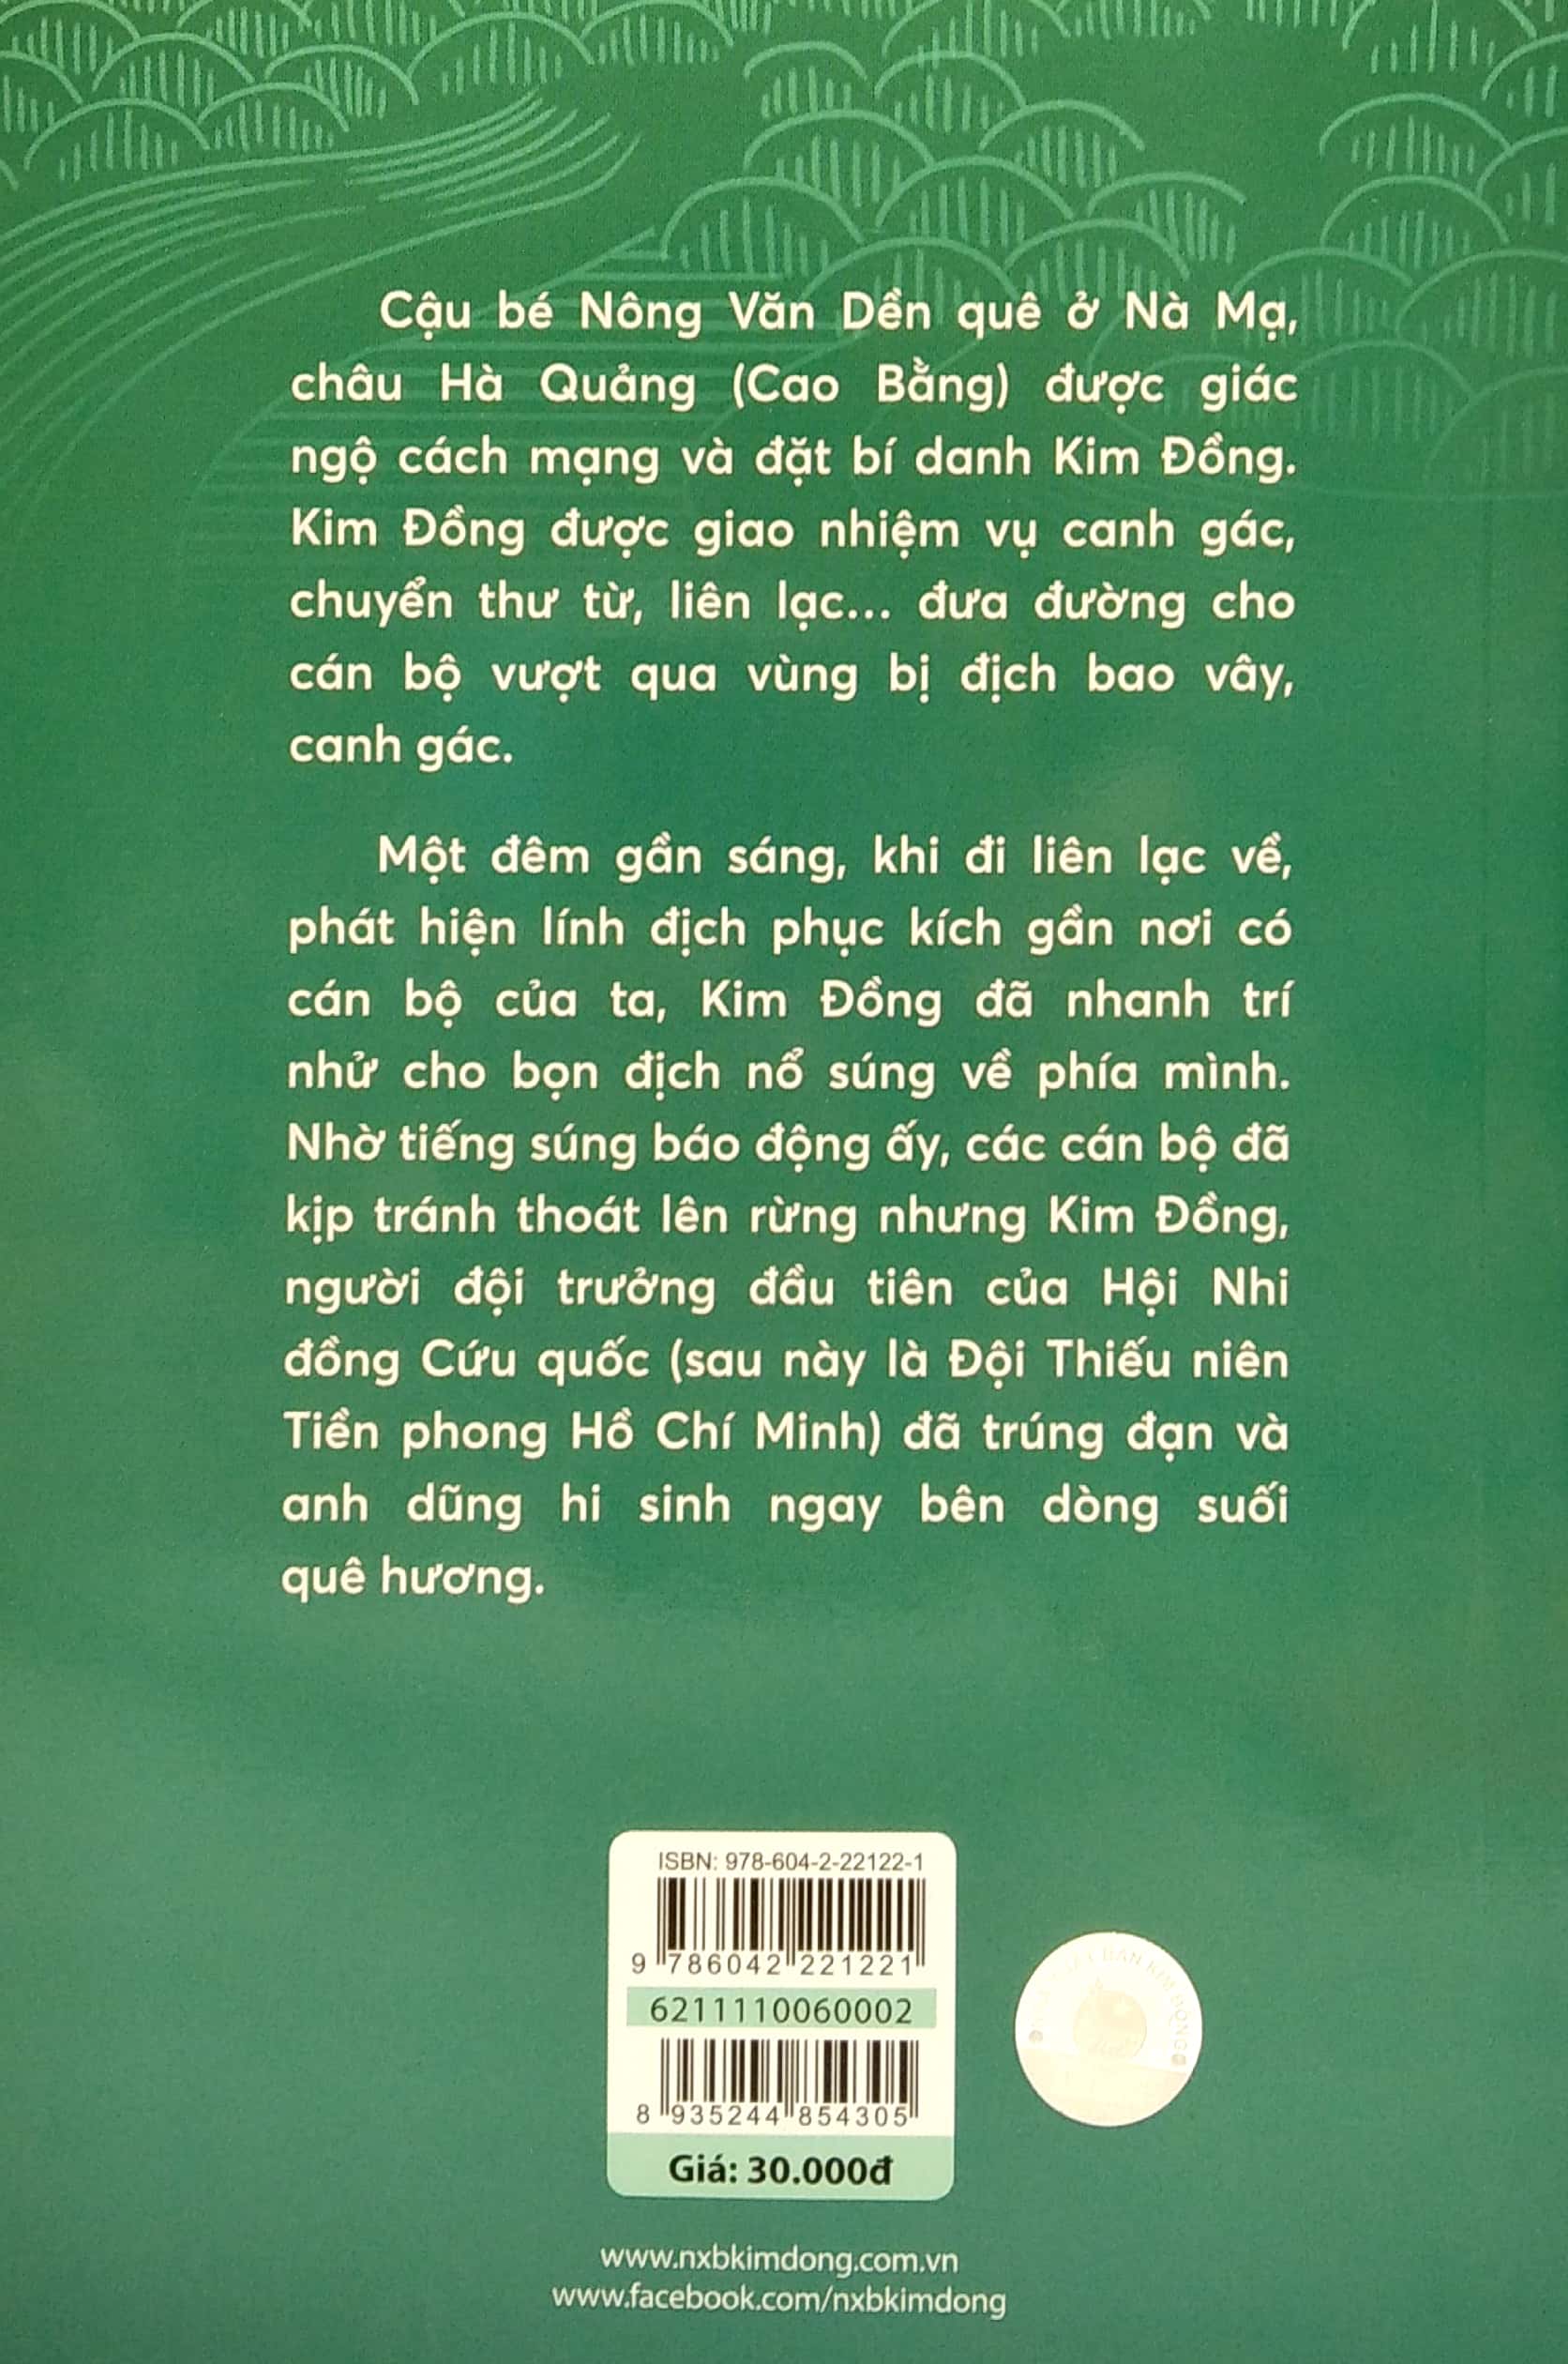 Cậu bé Nông Văn Dền quê ở Nà Mạ,
châu Hà Quảng (Cao Bằng) được giác
ngộ cách mạng và đặt bí danh Kim Đồng.
Kim Đồng được giao nhiệm vụ canh gác,
chuyển thư từ, liên lạc... đưa đường cho
cán bộ vượt qua vùng bị địch bao vây,
canh gác.
Một đêm gần sáng, khi đi liên lạc về,
phát hiện lính địch phục kích gần nơi có
cán bộ của ta, Kim Đồng đã nhanh trí
nhử cho bọn địch nổ súng về phía mình.
Nhờ tiếng súng báo động ấy, các cán bộ đã
kịp tránh thoát lên rừng nhưng Kim Đồng,
người đội trưởng đầu tiên của Hội Nhi
đồng Cứu quốc (sau này là Đội Thiếu niên
Tiền phong Hồ Chí Minh) đã trúng đạn và
anh dũng hi sinh ngay bên dòng suối
quê hương.
ISBN: 978-604-2-22122-1
9 786042 221221
6211110060002
8 935244 854305
Giá: 30.000đ
BẢN KIM ĐỒNG
www.nxbkimdong.com.vn
www.facebook.com/nxbkimdong